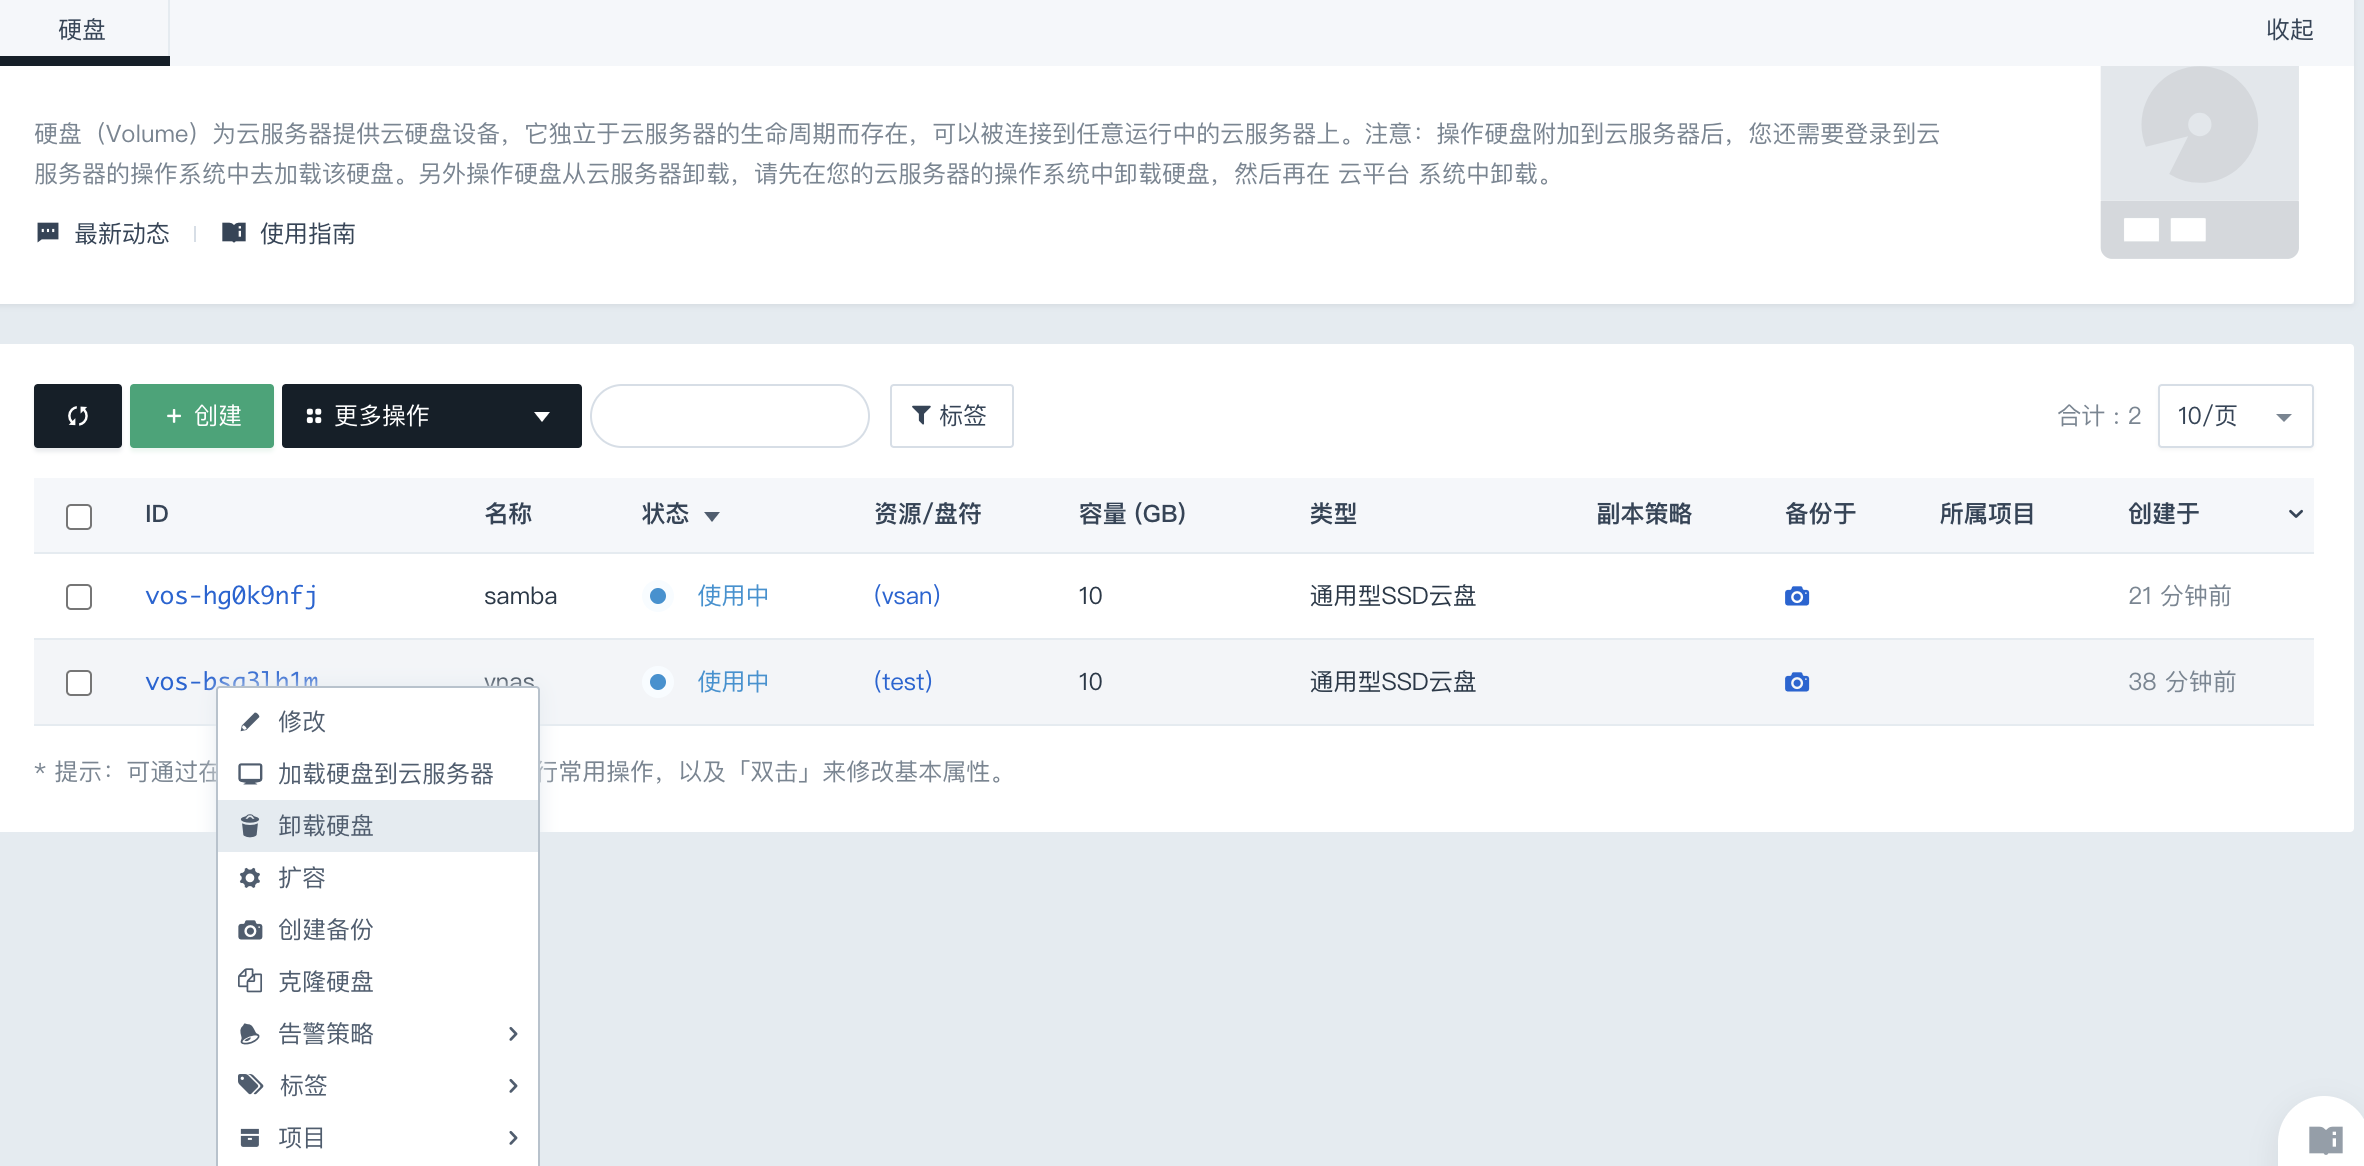 硬盘
收起
硬盘（Volume）为云服务器提供云硬盘设备，它独立于云服务器的生命周期而存在，可以被连接到任意运行中的云服务器上。注意：操作硬盘附加到云服务器后，您还需要登录到云
服务器的操作系统中去加载该硬盘。另外操作硬盘从云服务器卸载，请先在您的云服务器的操作系统中卸载硬盘，然后再在 云平台 系统中卸载。
最新动态 使用指南
+ 创建 更多操作 标签 合计：2 10/页
ID 名称 状态 资源/盘符 容量 (GB) 类型 副本策略 备份于 所属项目 创建于
vos-hg0k9nfj samba 使用中 (vsan) 10 通用型SSD云盘 21 分钟前
使用中 (test) 10 通用型SSD云盘 38 分钟前
* 提示：可通过在
行常用操作，以及「双击」来修改基本属性。
修改
加载硬盘到云服务器
卸载硬盘
扩容
创建备份
克隆硬盘
告警策略
标签
项目